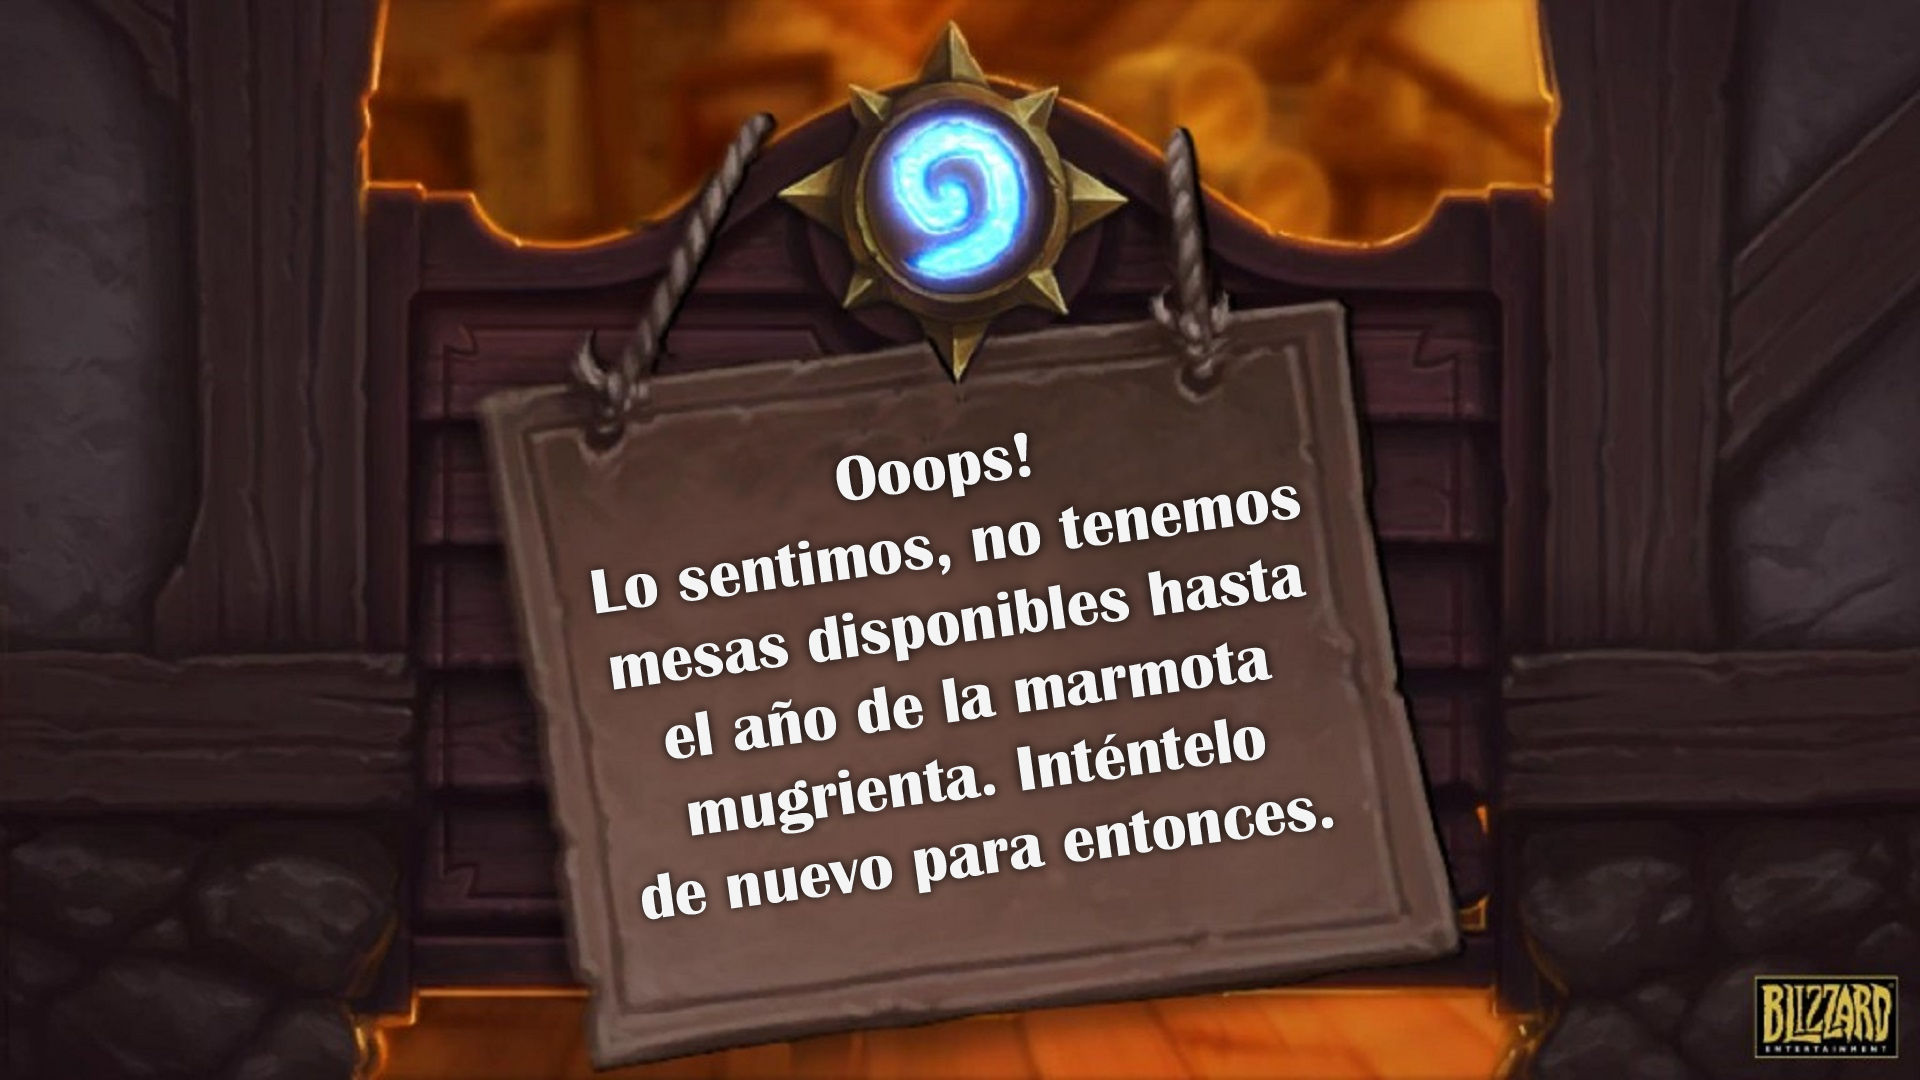 Ooops!
Lo sentimos, no tenemos
mesas disponibles hasta
el año de la marmota
mugrienta. Inténtelo
de nuevo para entonces.
BLIZZARD
ENTERTAINMENT